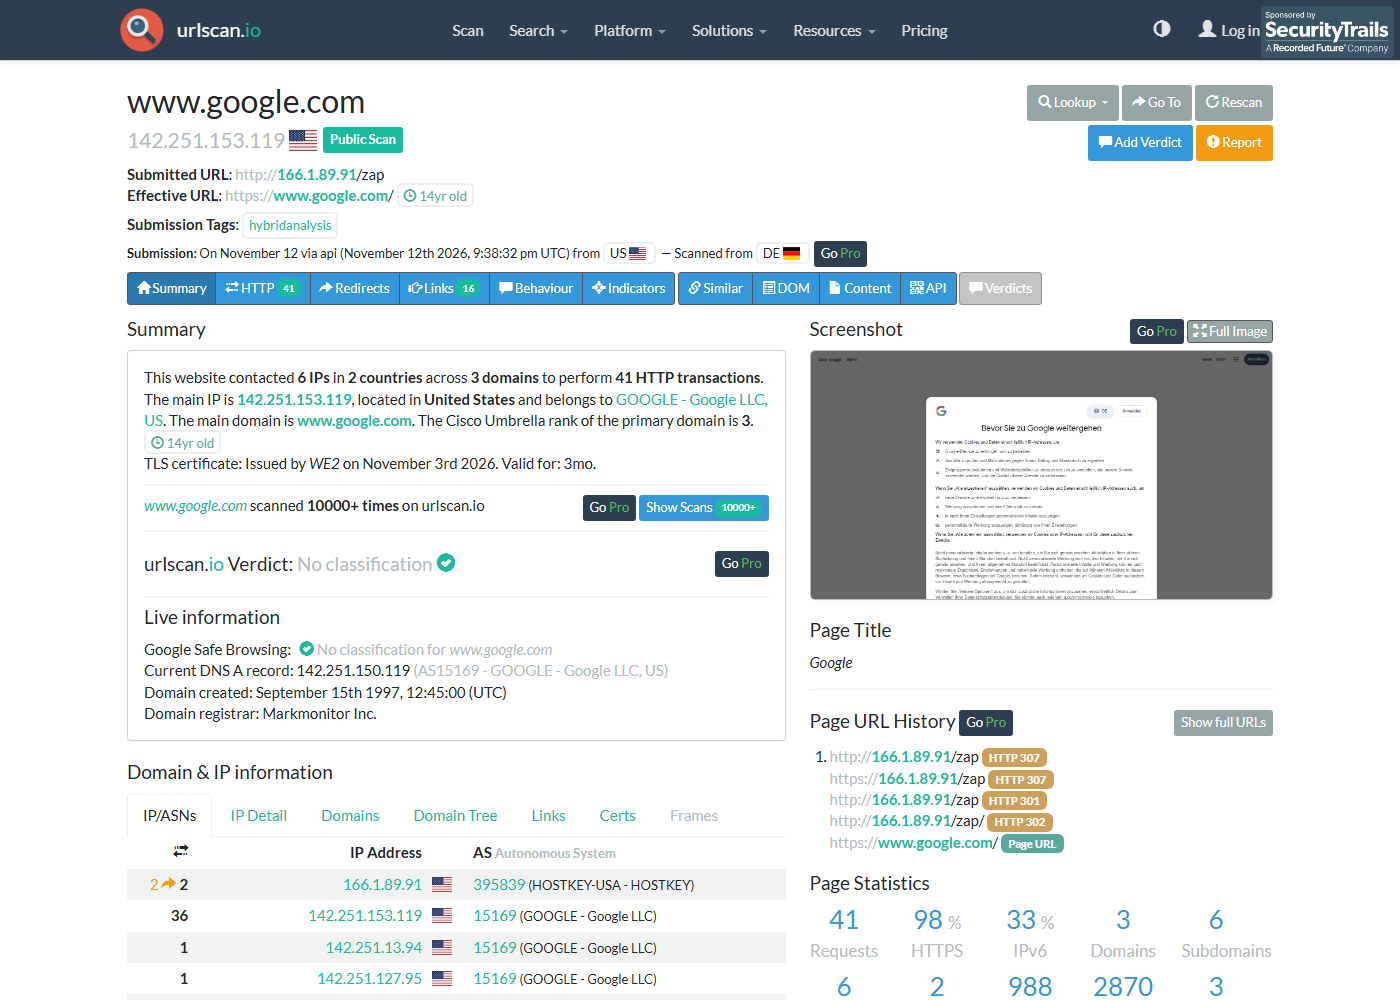 urlscan.io
Scan Search Platform Solutions Resources Pricing Log in
Sponsored by
SecurityTrails
A Recorded Future® Company
www.google.com
Lookup Go To Rescan
142.251.153.119 Public Scan
Add Verdict Report
Submitted URL: http://166.1.89.91/zap
Effective URL: https://www.google.com/ 14yr old
Submission Tags: hybridanalysis
Submission: On November 12 via api (November 12th 2026, 9:38:32 pm UTC) from US — Scanned from DE Go Pro
Summary HTTP 41 Redirects Links 16 Behaviour Indicators Similar DOM Content API Verdicts
Summary
This website contacted 6 IPs in 2 countries across 3 domains to perform 41 HTTP transactions.
The main IP is 142.251.153.119, located in United States and belongs to GOOGLE - Google LLC,
US. The main domain is www.google.com. The Cisco Umbrella rank of the primary domain is 3.
14yr old
TLS certificate: Issued by WE2 on November 3rd 2026. Valid for: 3mo.
www.google.com scanned 10000+ times on urlscan.io Go Pro Show Scans 10000+
urlscan.io Verdict: No classification Go Pro
Live information
Google Safe Browsing: No classification for www.google.com
Current DNS A record: 142.251.150.119 (AS15169 - GOOGLE - Google LLC, US)
Domain created: September 15th 1997, 12:45:00 (UTC)
Domain registrar: Markmonitor Inc.
Domain & IP information
IP/ASNs IP Detail Domains Domain Tree Links Certs Frames
IP Address AS Autonomous System
2 2 166.1.89.91 395839 (HOSTKEY-USA - HOSTKEY)
36 142.251.153.119 15169 (GOOGLE - Google LLC)
1 142.251.13.94 15169 (GOOGLE - Google LLC)
1 142.251.127.95 15169 (GOOGLE - Google LLC)
Screenshot Go Pro Full Image
Anmelden
Bevor Sie zu Google weitergehen
Wir verwenden Cookies und Daten einschließlich IP-Adressen, um
Page Title
Google
Page URL History Go Pro Show full URLs
1. http://166.1.89.91/zap HTTP 307
https://166.1.89.91/zap HTTP 307
http://166.1.89.91/zap HTTP 301
http://166.1.89.91/zap/ HTTP 302
https://www.google.com/ Page URL
Page Statistics
41 98 % 33 % 3 6
Requests HTTPS IPv6 Domains Subdomains
6 2 988 2870 3